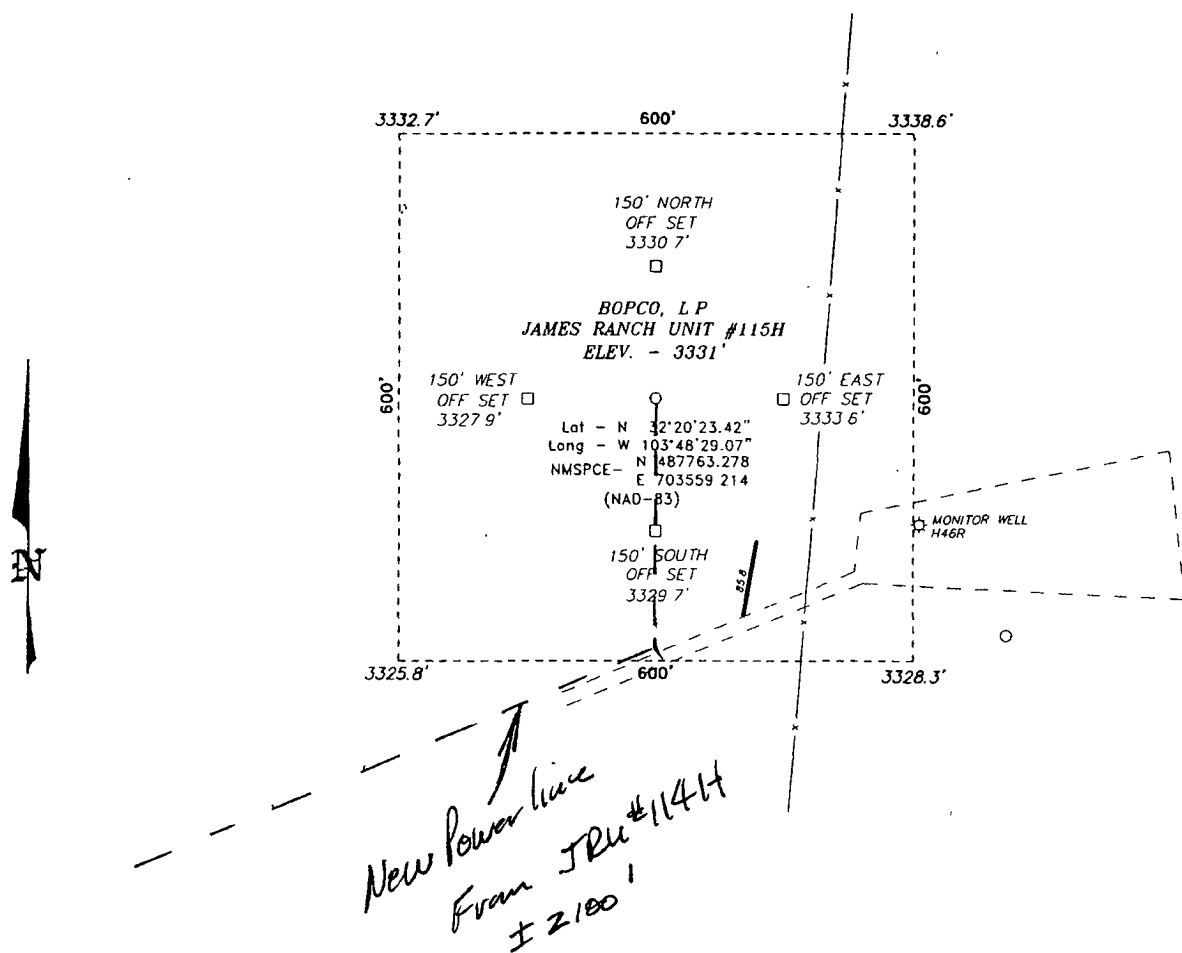 3332.7'
600'
3338.6'
150' NORTH
OFF SET
3330 7'
BOPCO, L P
JAMES RANCH UNIT #115H
ELEV. - 3331'
150' WEST
OFF SET
3327 9'
150' EAST
OFF SET
3333 6'
600'
600'
Lat - N 32°20'23.42"
Long - W 103°48'29.07"
NMSPCE- N 487763.278
E 703559 214
(NAD-83)
MONITOR WELL
H46R
150' SOUTH
OFF SET
3329 7'
85 8
3325.8'
600'
3328.3'
N
New Power line
From JRU #114H
± 2100'